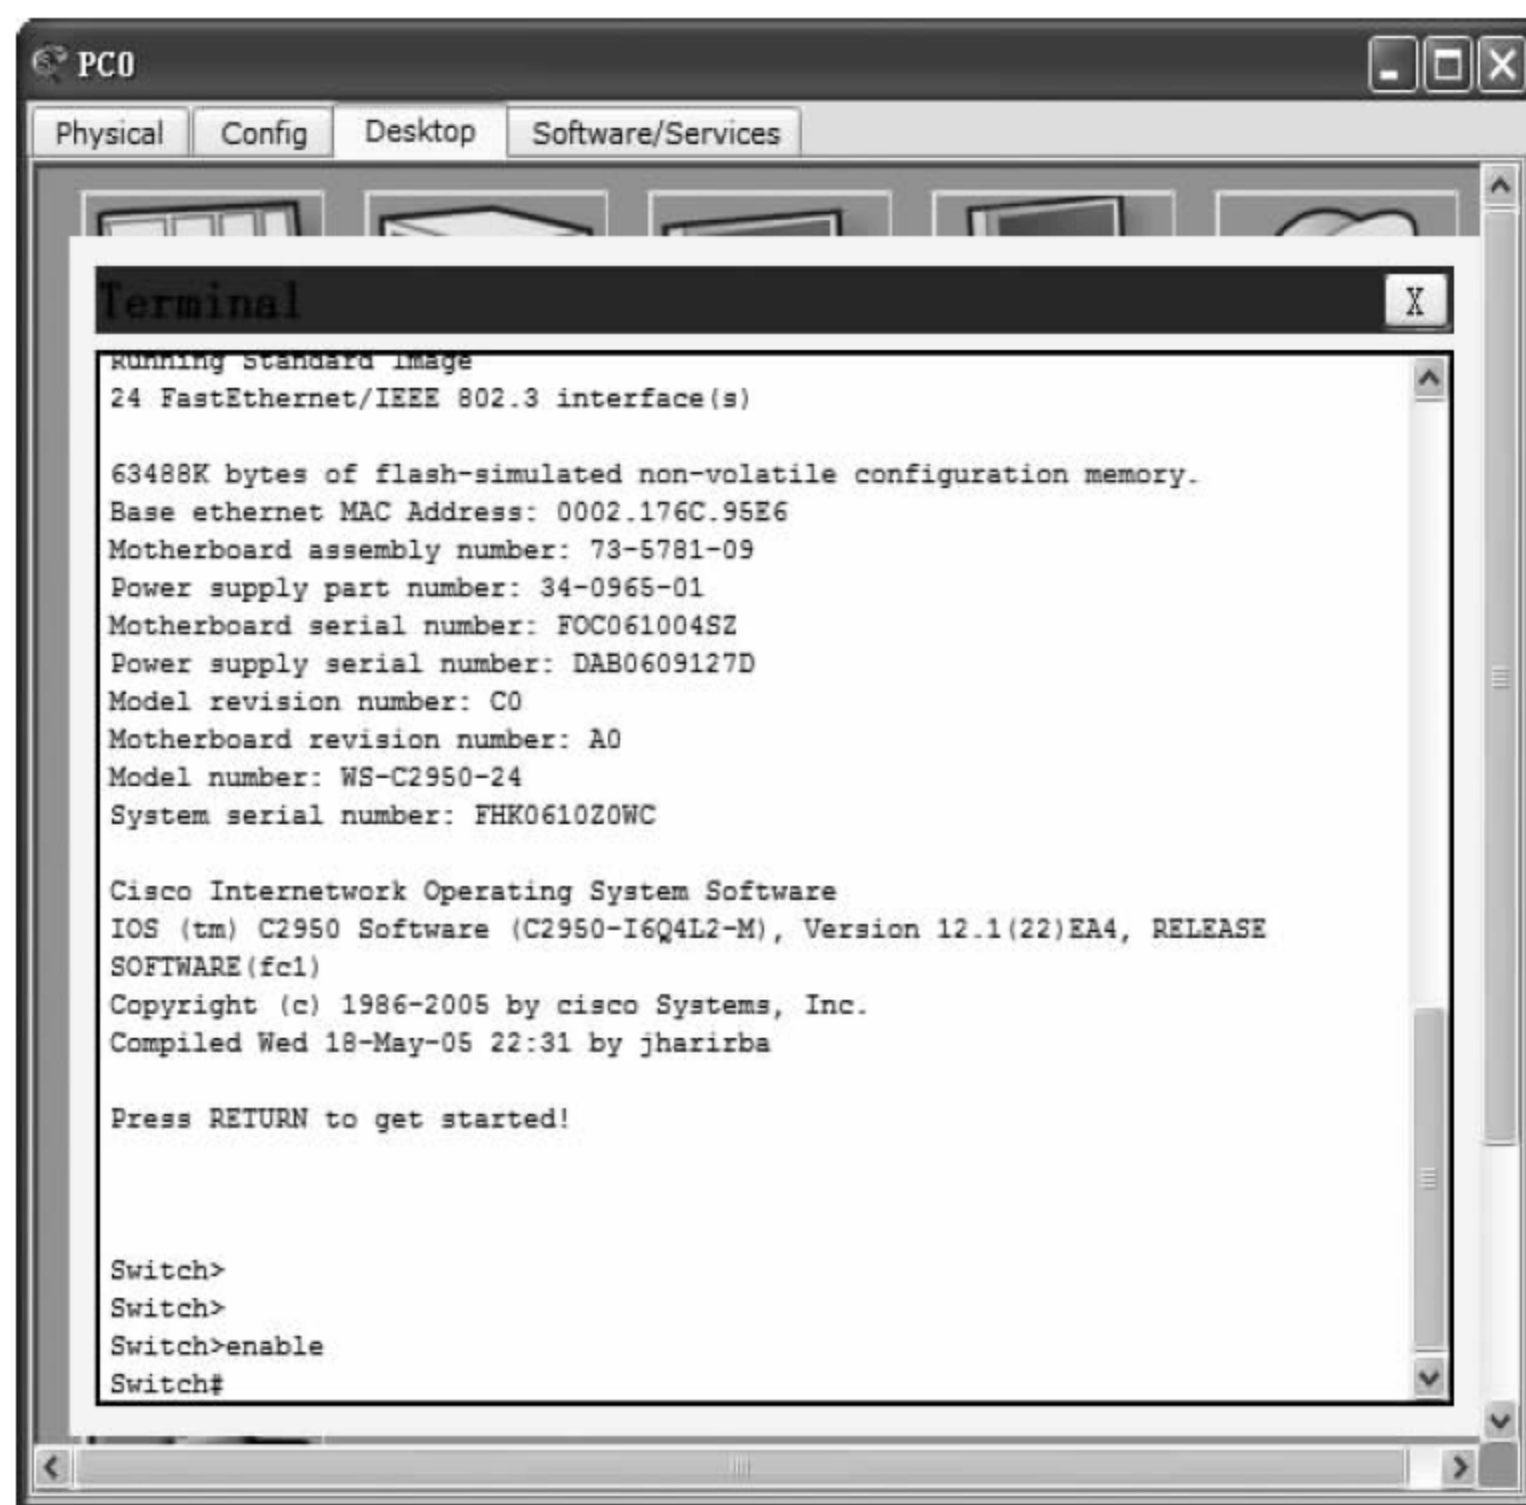 PC0
Physical Config Desktop Software/Services
Terminal X
Running Standard Image
24 FastEthernet/IEEE 802.3 interface(s)
63488K bytes of flash-simulated non-volatile configuration memory.
Base ethernet MAC Address: 0002.176C.95E6
Motherboard assembly number: 73-5781-09
Power supply part number: 34-0965-01
Motherboard serial number: FOC061004SZ
Power supply serial number: DAB0609127D
Model revision number: C0
Motherboard revision number: A0
Model number: WS-C2950-24
System serial number: FHK0610Z0WC
Cisco Internetwork Operating System Software
IOS (tm) C2950 Software (C2950-I6Q4L2-M), Version 12.1(22)EA4, RELEASE
SOFTWARE(fc1)
Copyright (c) 1986-2005 by cisco Systems, Inc.
Compiled Wed 18-May-05 22:31 by jharirba
Press RETURN to get started!
Switch>
Switch>
Switch>enable
Switch#